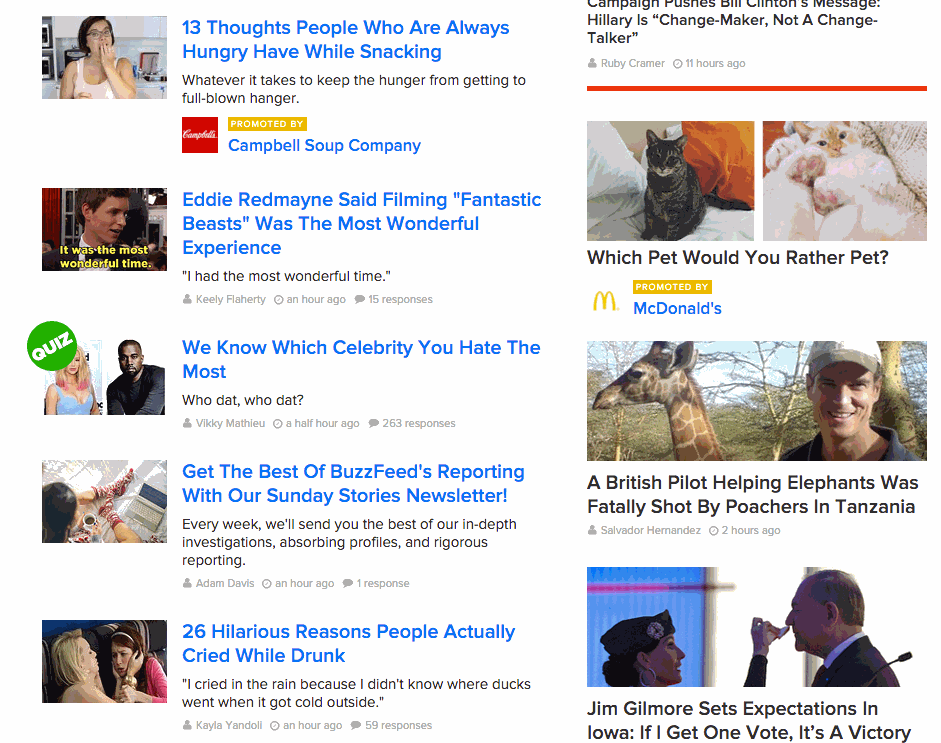 13 Thoughts People Who Are Always
Hungry Have While Snacking
Whatever it takes to keep the hunger from getting to
full-blown hanger.
Campbell's
PROMOTED BY
Campbell Soup Company
It was the most
wonderful time.
Eddie Redmayne Said Filming "Fantastic
Beasts" Was The Most Wonderful
Experience
"I had the most wonderful time."
Keely Flaherty an hour ago 15 responses
QUIZ
We Know Which Celebrity You Hate The
Most
Who dat, who dat?
Vikky Mathieu a half hour ago 263 responses
Get The Best Of BuzzFeed's Reporting
With Our Sunday Stories Newsletter!
Every week, we'll send you the best of our in-depth
investigations, absorbing profiles, and rigorous
reporting.
Adam Davis an hour ago 1 response
26 Hilarious Reasons People Actually
Cried While Drunk
"I cried in the rain because I didn't know where ducks
went when it got cold outside."
Kayla Yandoli an hour ago 59 responses
Campaign Pushes Bill Clinton's Message:
Hillary Is “Change-Maker, Not A Change-
Talker”
Ruby Cramer 11 hours ago
Which Pet Would You Rather Pet?
PROMOTED BY
McDonald's
A British Pilot Helping Elephants Was
Fatally Shot By Poachers In Tanzania
Salvador Hernandez 2 hours ago
Jim Gilmore Sets Expectations In
Iowa: If I Get One Vote, It’s A Victory